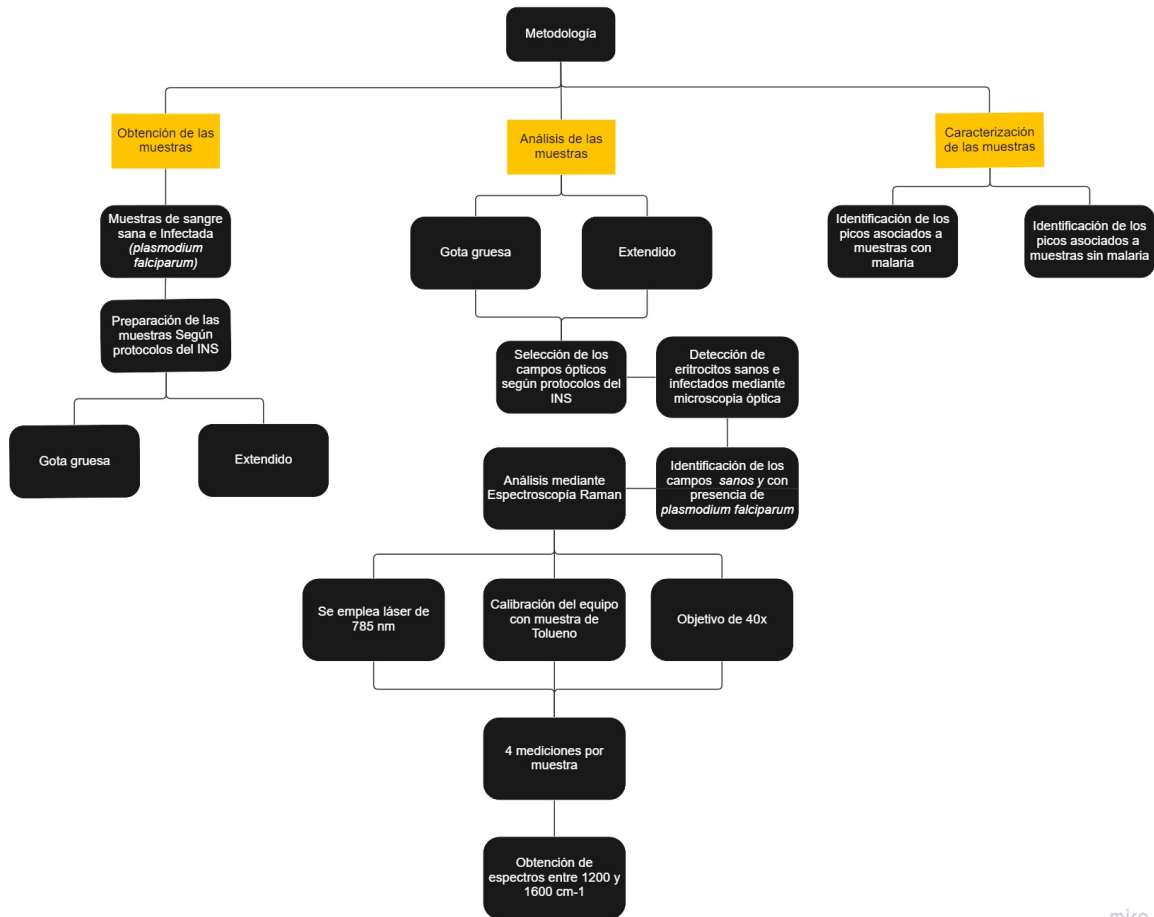 Metodología
Obtención de las
muestras
Análisis de las
muestras
Caracterización
de las muestras
Muestras de sangre
sana e Infectada
(plasmodium
falciparum)
Preparación de las
muestras Según
protocolos del INS
Gota gruesa
Extendido
Gota gruesa
Extendido
Selección de los
campos ópticos
según protocolos del
INS
Detección de
eritrocitos sanos e
infectados mediante
microscopia óptica
Identificación de los
campos sanos y con
presencia de
plasmodium falciparum
Análisis mediante
Espectroscopía Raman
Se emplea láser de
785 nm
Calibración del equipo
con muestra de
Tolueno
Objetivo de 40x
4 mediciones por
muestra
Obtención de
espectros entre 1200 y
1600 cm-1
Identificación de los
picos asociados a
muestras con
malaria
Identificación de los
picos asociados a
muestras sin malaria
miro